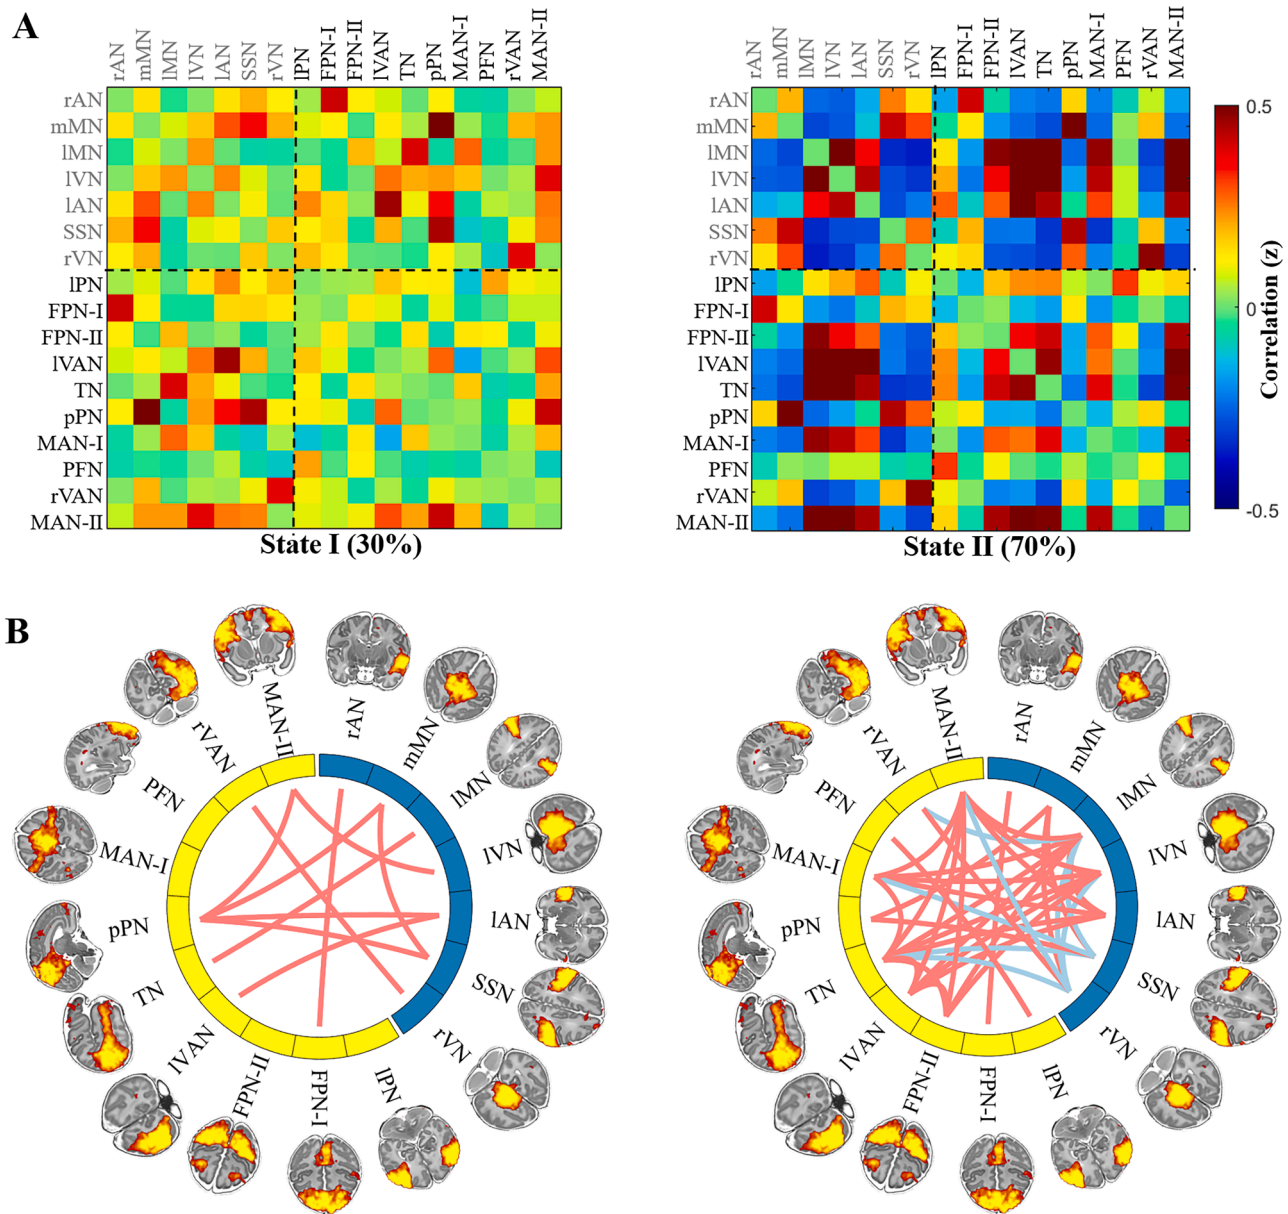 A
rAN mMN lMN lVN lAN SSN rVN lPN FPN-I FPN-II lVAN TN pPN MAN-I PFN rVAN MAN-II
rAN
mMN
lMN
lVN
lAN
SSN
rVN
lPN
FPN-I
FPN-II
lVAN
TN
pPN
MAN-I
PFN
rVAN
MAN-II
State I (30%)
rAN mMN lMN lVN lAN SSN rVN lPN FPN-I FPN-II lVAN TN pPN MAN-I PFN rVAN MAN-II
rAN
mMN
lMN
lVN
lAN
SSN
rVN
lPN
FPN-I
FPN-II
lVAN
TN
pPN
MAN-I
PFN
rVAN
MAN-II
State II (70%)
0.5
0
-0.5
Correlation (z)
B
rAN
mMN
lMN
lVN
lAN
SSN
rVN
lPN
FPN-I
FPN-II
lVAN
TN
pPN
MAN-I
PFN
rVAN
MAN-II
rAN
mMN
lMN
lVN
lAN
SSN
rVN
lPN
FPN-I
FPN-II
lVAN
TN
pPN
MAN-I
PFN
rVAN
MAN-II